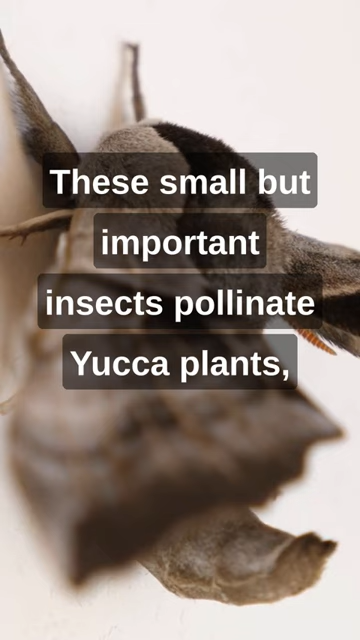 These small but
important
insects pollinate
Yucca plants,